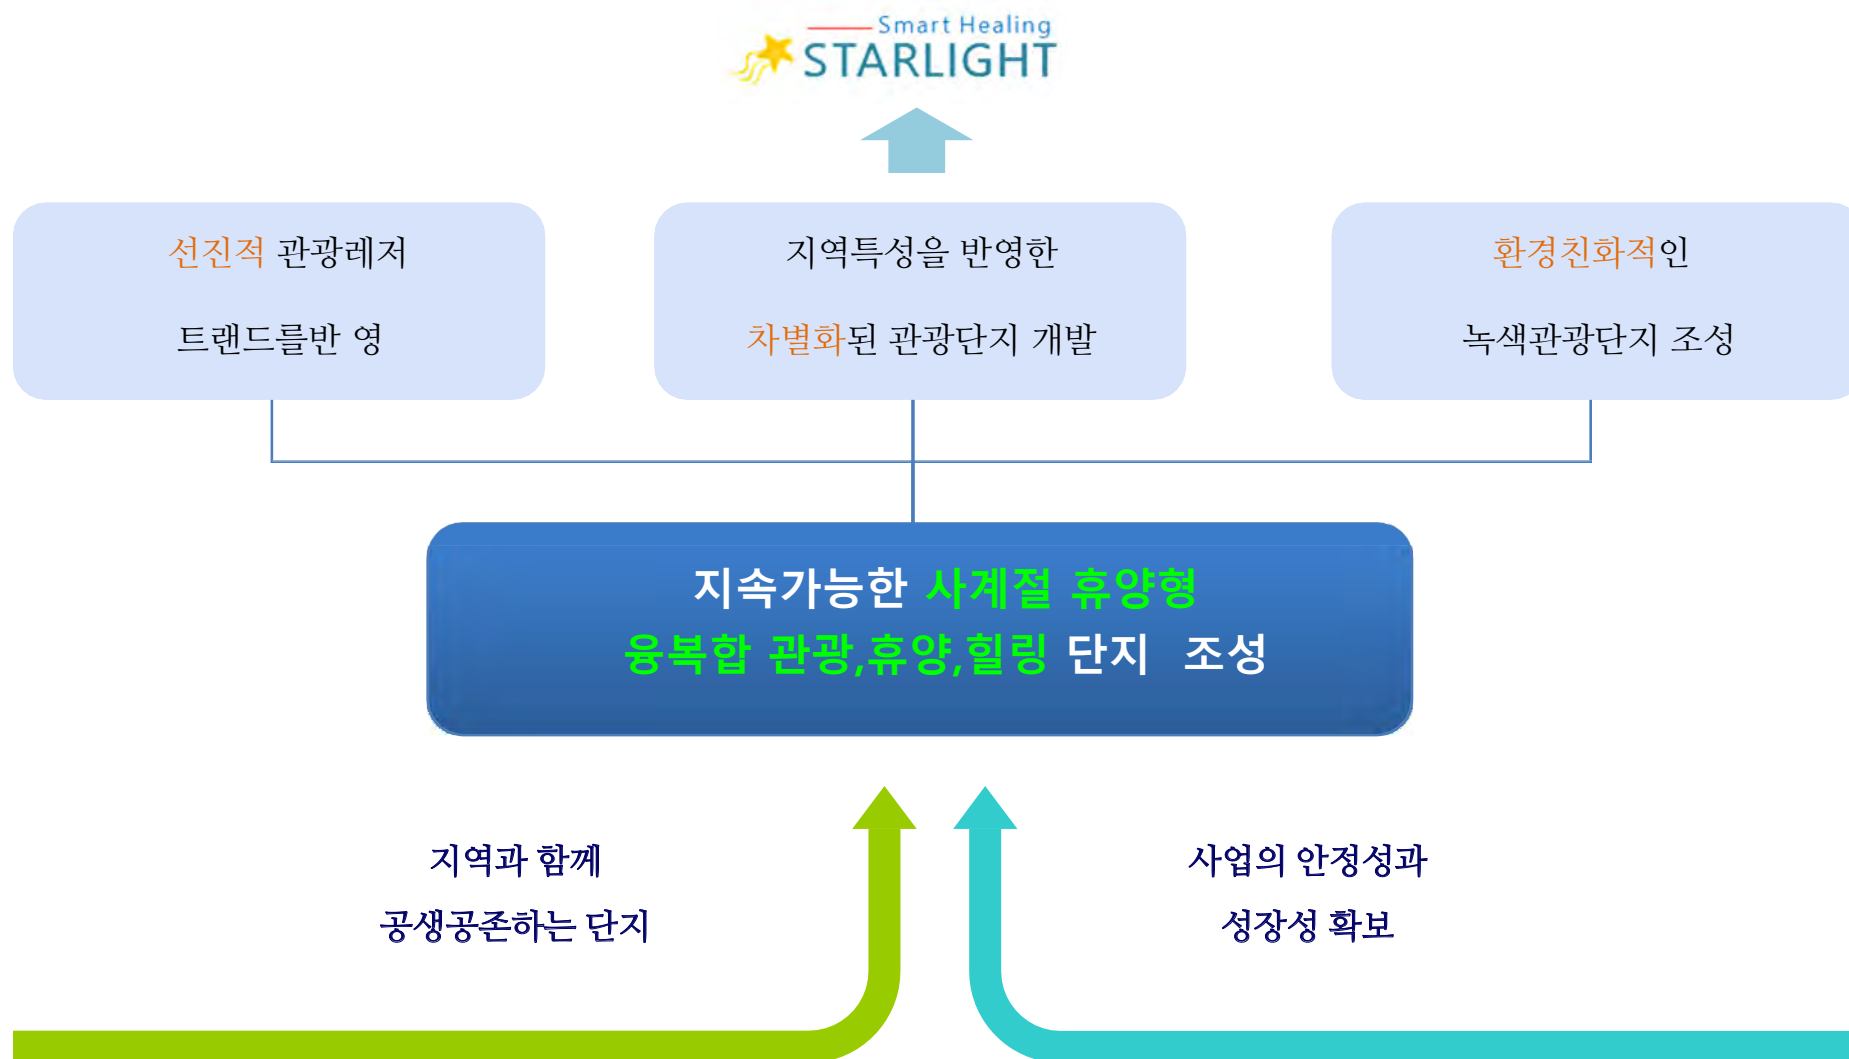 Smart Healing
STARLIGHT
선진적 관광레저
트랜드를반 영
지역특성을 반영한
차별화된 관광단지 개발
환경친화적인
녹색관광단지 조성
지속가능한 사계절 휴양형
융복합 관광,휴양,힐링 단지 조성
지역과 함께
공생공존하는 단지
사업의 안정성과
성장성 확보